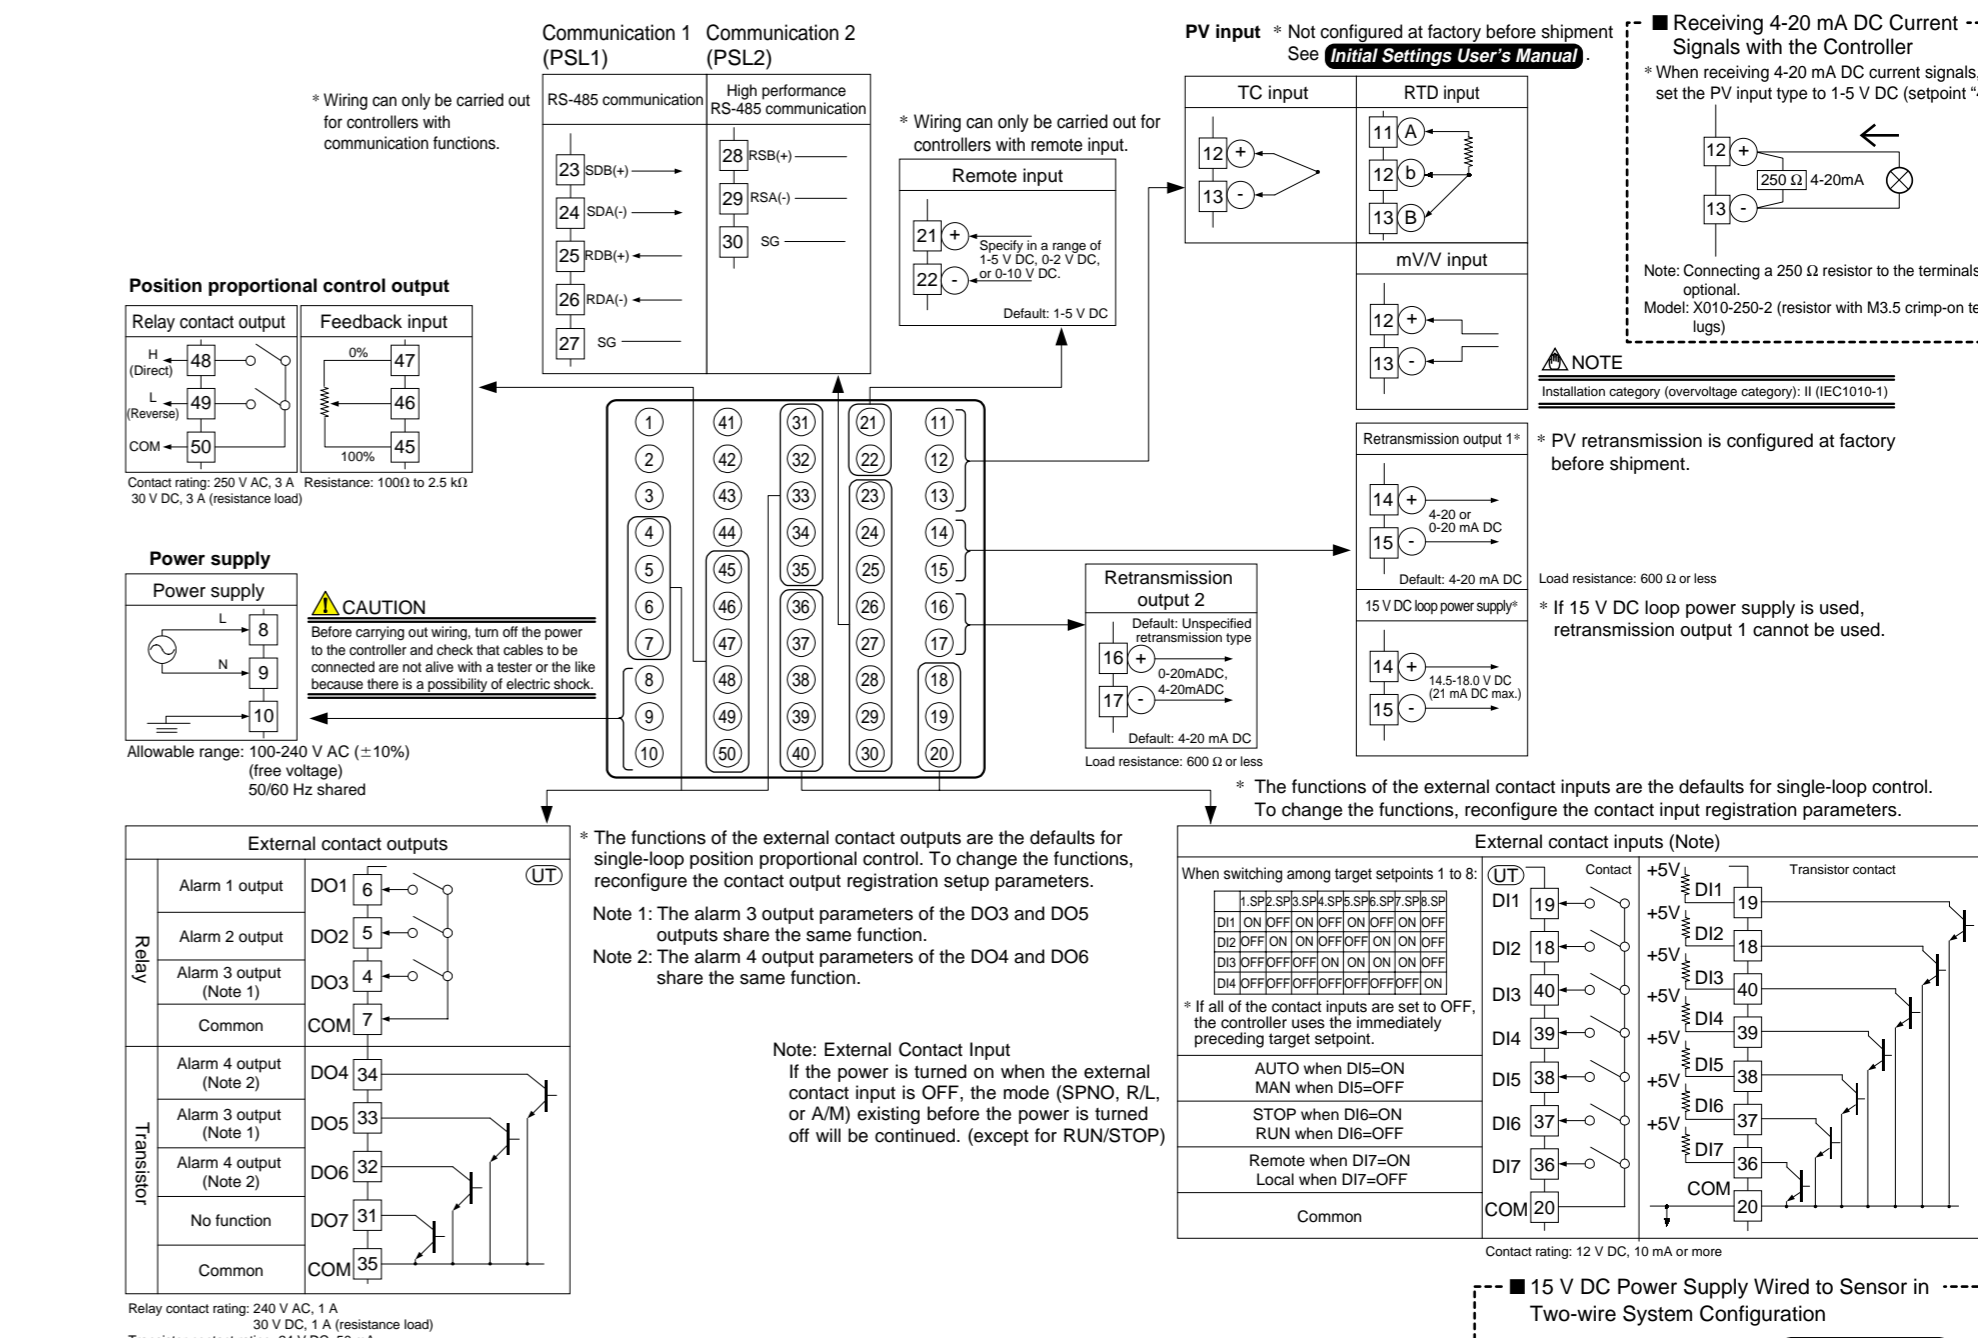 Communication 1
(PSL1)
Communication 2
(PSL2)
* Wiring can only be carried out
for controllers with
communication functions.
RS-485 communication
High performance
RS-485 communication
23 SDB(+)
24 SDA(-)
25 RDB(+)
26 RDA(-)
27 SG
28 RSB(+)
29 RSA(-)
30 SG
* Wiring can only be carried out for
controllers with remote input.
Remote input
21 +
22 -
Specify in a range of
1-5 V DC, 0-2 V DC,
or 0-10 V DC.
Default: 1-5 V DC
PV input * Not configured at factory before shipment
See Initial Settings User's Manual .
TC input
12 +
13 -
RTD input
11 A
12 b
13 B
mV/V input
12 +
13 -
■ Receiving 4-20 mA DC Current
Signals with the Controller
* When receiving 4-20 mA DC current signals,
set the PV input type to 1-5 V DC (setpoint "
12 +
250 Ω 4-20mA
13 -
Note: Connecting a 250 Ω resistor to the terminals
optional.
Model: X010-250-2 (resistor with M3.5 crimp-on
lugs)
NOTE
Installation category (overvoltage category): II (IEC1010-1)
Position proportional control output
Relay contact output
H
(Direct)
48
L
(Reverse)
49
COM 50
Feedback input
0% 47
46
100% 45
Contact rating: 250 V AC, 3 A
30 V DC, 3 A (resistance load)
Resistance: 100Ω to 2.5 kΩ
1 41 31 21 11
2 42 32 22 12
3 43 33 23 13
4 44 34 24 14
5 45 35 25 15
6 46 36 26 16
7 47 37 27 17
8 48 38 28 18
9 49 39 29 19
10 50 40 30 20
Retransmission output 1*
14 +
4-20 or
0-20 mA DC
15 -
Default: 4-20 mA DC
* PV retransmission is configured at factory
before shipment.
Load resistance: 600 Ω or less
15 V DC loop power supply*
14 +
14.5-18.0 V DC
(21 mA DC max.)
15 -
* If 15 V DC loop power supply is used,
retransmission output 1 cannot be used.
Power supply
Power supply
L 8
N 9
10
Allowable range: 100-240 V AC (±10%)
(free voltage)
50/60 Hz shared
CAUTION
Before carrying out wiring, turn off the power
to the controller and check that cables to be
connected are not alive with a tester or the like
because there is a possibility of electric shock.
Retransmission
output 2
Default: Unspecified
retransmission type
16 +
0-20mADC,
4-20mADC
17 -
Default: 4-20 mA DC
Load resistance: 600 Ω or less
External contact outputs
UT
Relay
Alarm 1 output DO1 6
Alarm 2 output DO2 5
Alarm 3 output
(Note 1)
DO3 4
Common COM 7
Transistor
Alarm 4 output
(Note 2)
DO4 34
Alarm 3 output
(Note 1)
DO5 33
Alarm 4 output
(Note 2)
DO6 32
No function DO7 31
Common COM 35
Relay contact rating: 240 V AC, 1 A
30 V DC, 1 A (resistance load)
* The functions of the external contact outputs are the defaults for
single-loop position proportional control. To change the functions,
reconfigure the contact output registration setup parameters.
Note 1: The alarm 3 output parameters of the DO3 and DO5
outputs share the same function.
Note 2: The alarm 4 output parameters of the DO4 and DO6
share the same function.
Note: External Contact Input
If the power is turned on when the external
contact input is OFF, the mode (SPNO, R/L,
or A/M) existing before the power is turned
off will be continued. (except for RUN/STOP)
* The functions of the external contact inputs are the defaults for single-loop control.
To change the functions, reconfigure the contact input registration parameters.
External contact inputs (Note)
When switching among target setpoints 1 to 8:
1.SP 2.SP 3.SP 4.SP 5.SP 6.SP 7.SP 8.SP
DI1 ON OFF ON OFF ON OFF ON OFF
DI2 OFF ON ON OFF OFF ON ON OFF
DI3 OFF OFF OFF ON ON ON ON OFF
DI4 OFF OFF OFF OFF OFF OFF OFF ON
* If all of the contact inputs are set to OFF,
the controller uses the immediately
preceding target setpoint.
AUTO when DI5=ON
MAN when DI5=OFF
STOP when DI6=ON
RUN when DI6=OFF
Remote when DI7=ON
Local when DI7=OFF
Common
UT Contact
DI1 19
DI2 18
DI3 40
DI4 39
DI5 38
DI6 37
DI7 36
COM 20
Transistor contact
+5V DI1 19
+5V DI2 18
+5V DI3 40
+5V DI4 39
+5V DI5 38
+5V DI6 37
+5V DI7 36
COM 20
Contact rating: 12 V DC, 10 mA or more
■ 15 V DC Power Supply Wired to Sensor in
Two-wire System Configuration